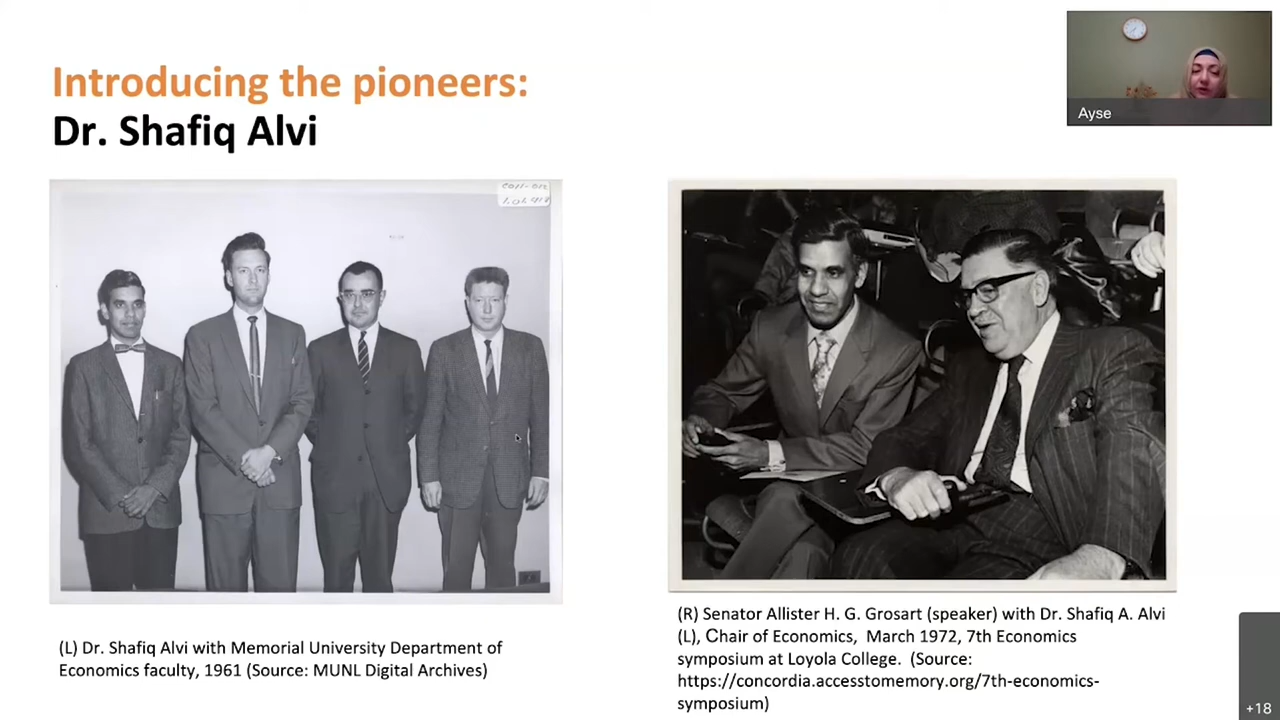 Introducing the pioneers:
Dr. Shafiq Alvi
Ayse
(L) Dr. Shafiq Alvi with Memorial University Department of
Economics faculty, 1961 (Source: MUNL Digital Archives)
(R) Senator Allister H. G. Grosart (speaker) with Dr. Shafiq A. Alvi
(L), Chair of Economics, March 1972, 7th Economics
symposium at Loyola College. (Source:
https://concordia.accesstomemory.org/7th-economics-
symposium)
+18